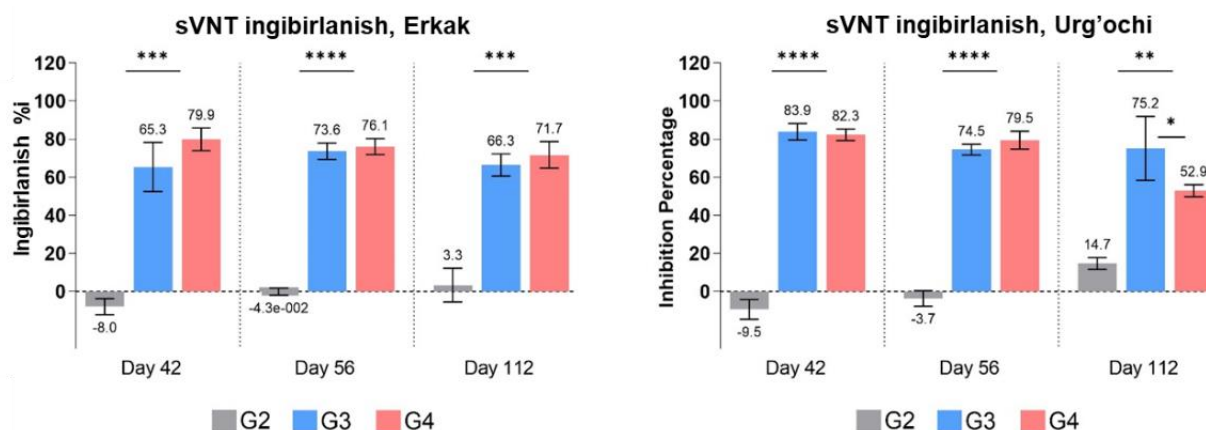 sVNT ingibirlanish, Erkak
Ingibirlanish %i
120
100
80
60
40
20
0
***
****
***
-8.0
65.3
79.9
-4.3e-002
73.6
76.1
3.3
66.3
71.7
Day 42
Day 56
Day 112
G2
G3
G4
sVNT ingibirlanish, Urg'ochi
Inhibition Percentage
120
100
80
60
40
20
0
****
****
**
*
-9.5
83.9
82.3
-3.7
74.5
79.5
14.7
75.2
52.9
Day 42
Day 56
Day 112
G2
G3
G4